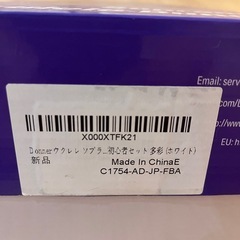 X000XTFK21
Donnerウクレレ ソプラ...初心者セット 多彩 (ホワイト)
新品
Made In ChinaE
C1754-AD-JP-FBA
Email: serv
https://
EU: h